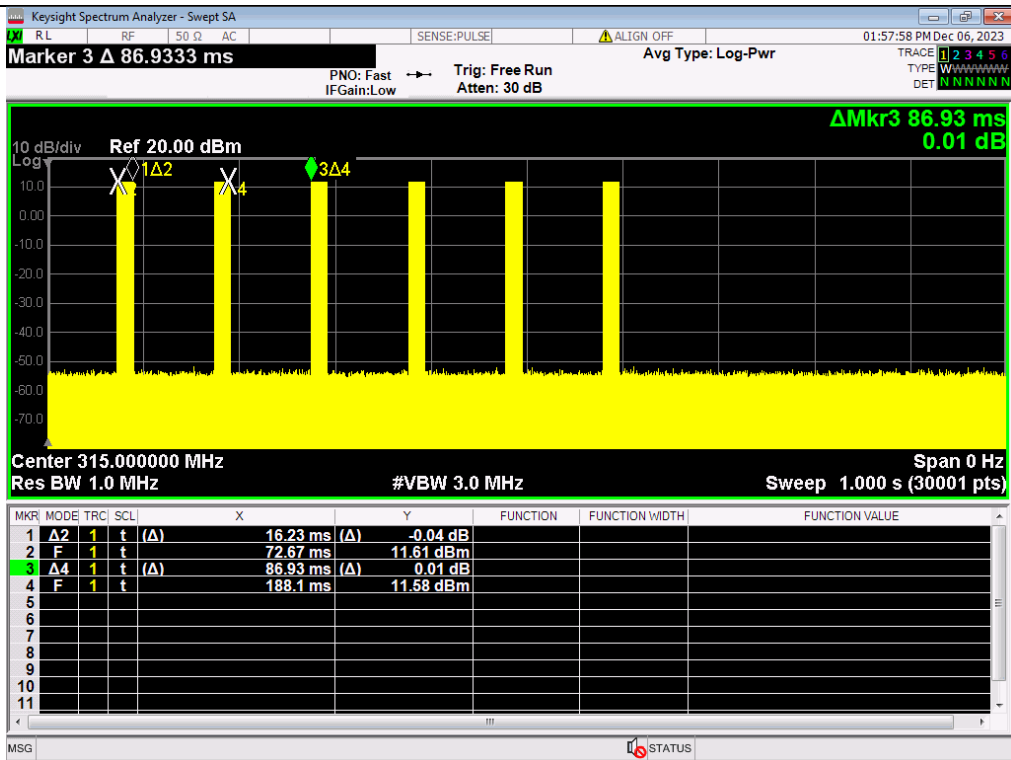 Keysight Spectrum Analyzer - Swept SA
LXI RL RF 50 Ω AC SENSE:PULSE ALIGN OFF 01:57:58 PM Dec 06, 2023
Marker 3 Δ 86.9333 ms
PNO: Fast Trig: Free Run
IFGain:Low Atten: 30 dB
Avg Type: Log-Pwr
TRACE 1 2 3 4 5 6
TYPE WWWWWW
DET N N N N N N
ΔMkr3 86.93 ms
0.01 dB
10 dB/div Ref 20.00 dBm
Log
1Δ2 3Δ4
2 4
10.0
0.00
-10.0
-20.0
-30.0
-40.0
-50.0
-60.0
-70.0
Center 315.000000 MHz Span 0 Hz
Res BW 1.0 MHz #VBW 3.0 MHz Sweep 1.000 s (30001 pts)
MKR MODE TRC SCL X Y FUNCTION FUNCTION WIDTH FUNCTION VALUE
1 Δ2 1 t (Δ) 16.23 ms (Δ) -0.04 dB
2 F 1 t 72.67 ms 11.61 dBm
3 Δ4 1 t (Δ) 86.93 ms (Δ) 0.01 dB
4 F 1 t 188.1 ms 11.58 dBm
5
6
7
8
9
10
11
MSG STATUS